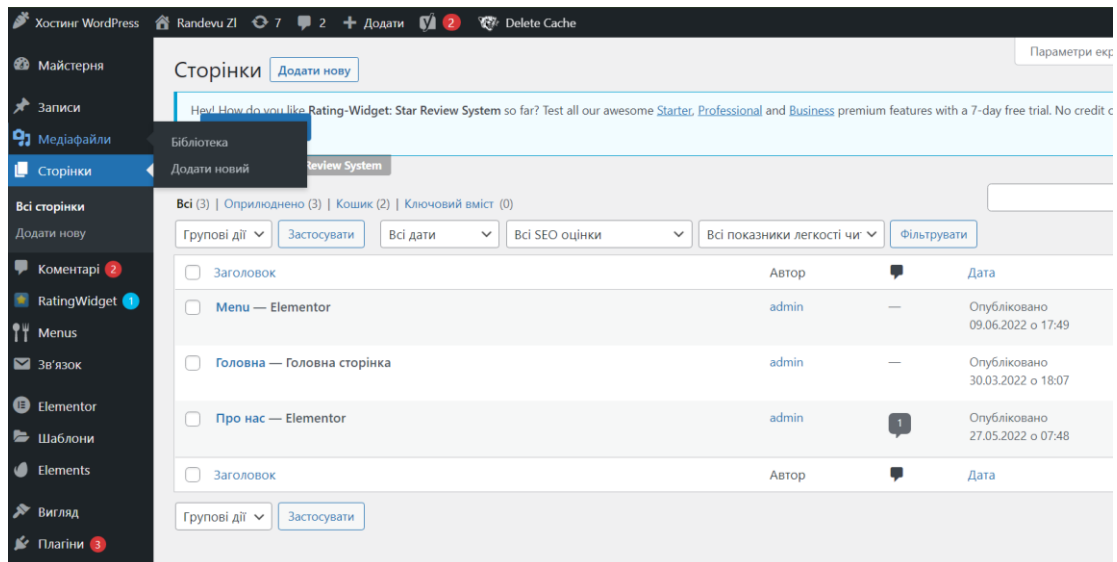 Хостинг WordPress Randevu Zl 7 2 Додати 2 Delete Cache
Майстерня
Записи
Медіафайли
Сторінки
Всі сторінки
Додати нову
Коментарі 2
RatingWidget 1
Menus
Зв'язок
Elementor
Шаблони
Elements
Вигляд
Плагіни 3
Бібліотека
Додати новий
Параметри екр
Сторінки Додати нову
Hey! How do you like Rating-Widget: Star Review System so far? Test all our awesome Starter, Professional and Business premium features with a 7-day free trial. No credit c
Review System
Всі (3) | Оприлюднено (3) | Кошик (2) | Ключовий вміст (0)
Групові дії Застосувати Всі дати Всі SEO оцінки Всі показники легкості чи Фільтрувати
Заголовок Автор Дата
Menu — Elementor admin — Опубліковано
09.06.2022 о 17:49
Головна — Головна сторінка admin — Опубліковано
30.03.2022 о 18:07
Про нас — Elementor admin 1 Опубліковано
27.05.2022 о 07:48
Заголовок Автор Дата
Групові дії Застосувати